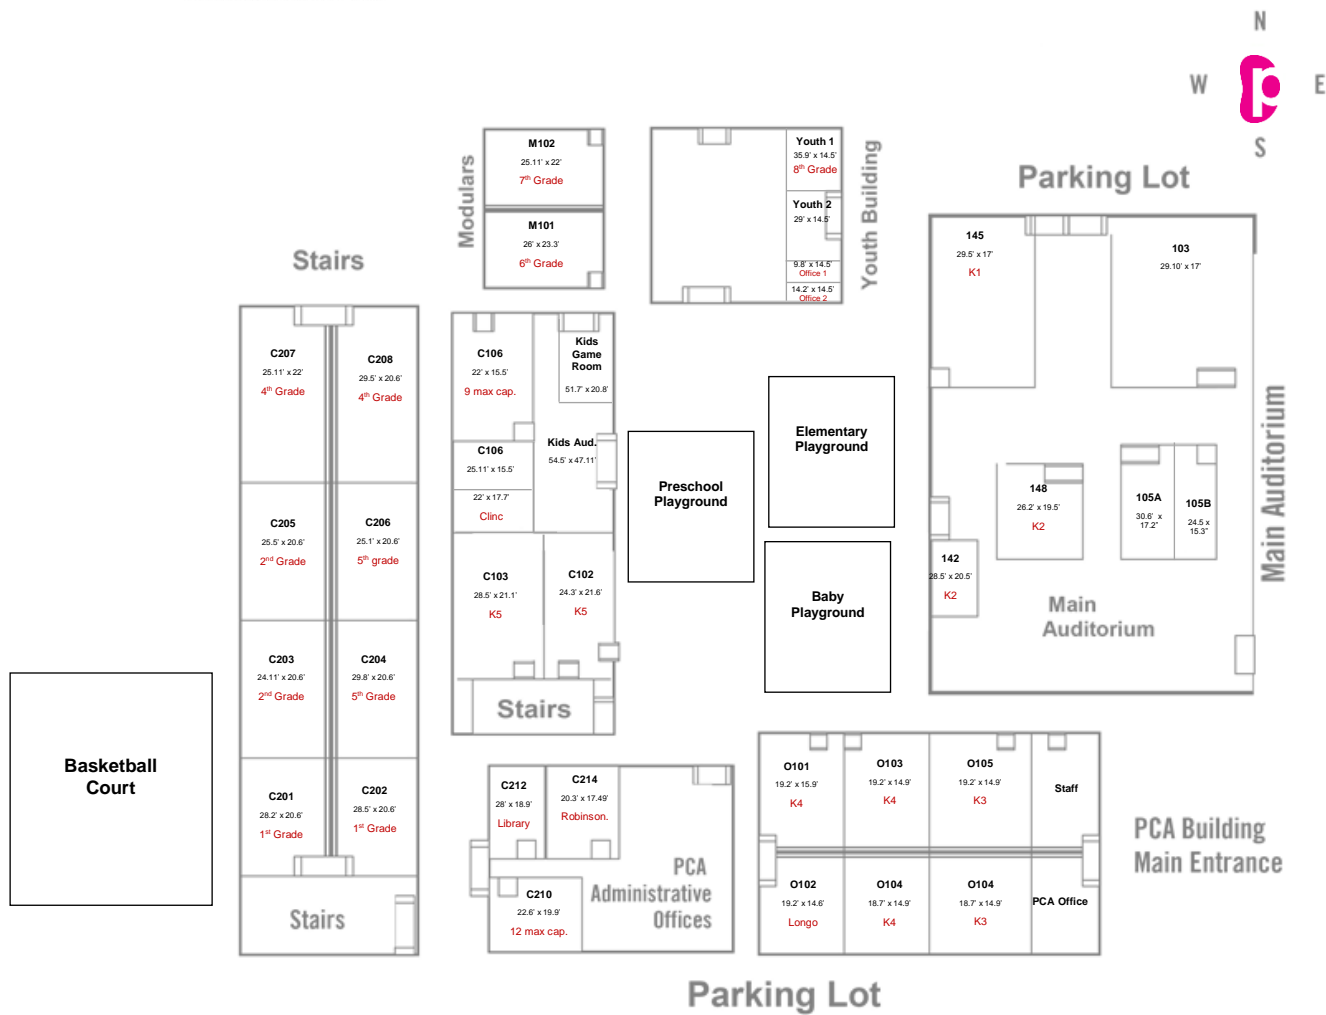 N
W
E
S
p
Parking Lot
Modulars
M102
25.11' x 22'
7th Grade
M101
26' x 23.3'
6th Grade
Youth 1
35.9' x 14.5'
8th Grade
Youth 2
29' x 14.5'
9.8' x 14.5'
Office 1
14.2' x 14.5'
Office 2
Youth Building
145
29.5' x 17'
K1
103
29.10' x 17'
148
26.2' x 19.5'
K2
105A
30.6' x
17.2"
105B
24.5 x
15.3"
142
28.5' x 20.5'
K2
Main
Auditorium
Main Auditorium
Stairs
C207
25.11' x 22'
4th Grade
C208
29.5' x 20.6'
4th Grade
C205
25.5' x 20.6'
2nd Grade
C206
25.1' x 20.6'
5th grade
C203
24.11' x 20.6'
2nd Grade
C204
29.8' x 20.6'
5th Grade
C201
28.2' x 20.6'
1st Grade
C202
28.5' x 20.6'
1st Grade
Stairs
Basketball
Court
C106
22' x 15.5'
9 max cap.
Kids
Game
Room
51.7' x 20.8'
Kids Aud.
54.5' x 47.11'
C106
25.11' x 15.5'
22' x 17.7'
Clinc
C103
28.5' x 21.1'
K5
C102
24.3' x 21.6'
K5
Stairs
Preschool
Playground
Elementary
Playground
Baby
Playground
C212
28' x 18.9'
Library
C214
20.3' x 17.49'
Robinson.
C210
22.6' x 19.9'
12 max cap.
PCA
Administrative
Offices
O101
19.2' x 15.9'
K4
O103
19.2' x 14.9'
K4
O105
19.2' x 14.9'
K3
Staff
O102
19.2' x 14.6'
Longo
O104
18.7' x 14.9'
K4
O104
18.7' x 14.9'
K3
PCA Office
PCA Building
Main Entrance
Parking Lot